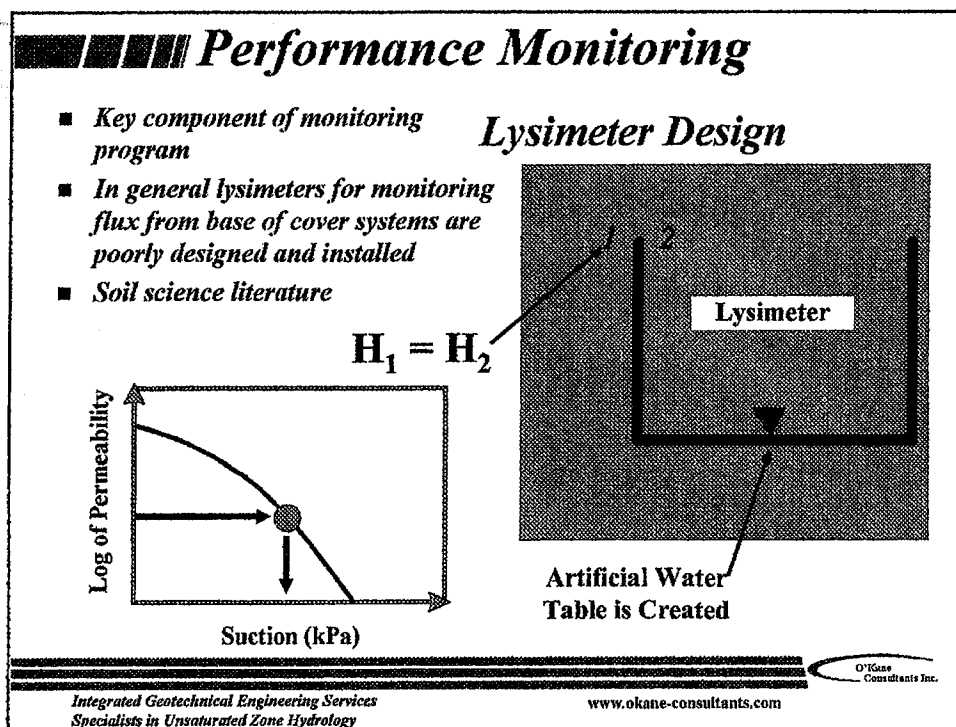 Performance Monitoring
■ Key component of monitoring
program
■ In general lysimeters for monitoring
flux from base of cover systems are
poorly designed and installed
■ Soil science literature
Lysimeter Design
1 2
Lysimeter
H₁ = H₂
Log of Permeability
Suction (kPa)
Artificial Water
Table is Created
O'Kane
Consultants Inc.
Integrated Geotechnical Engineering Services
Specialists in Unsaturated Zone Hydrology
www.okane-consultants.com